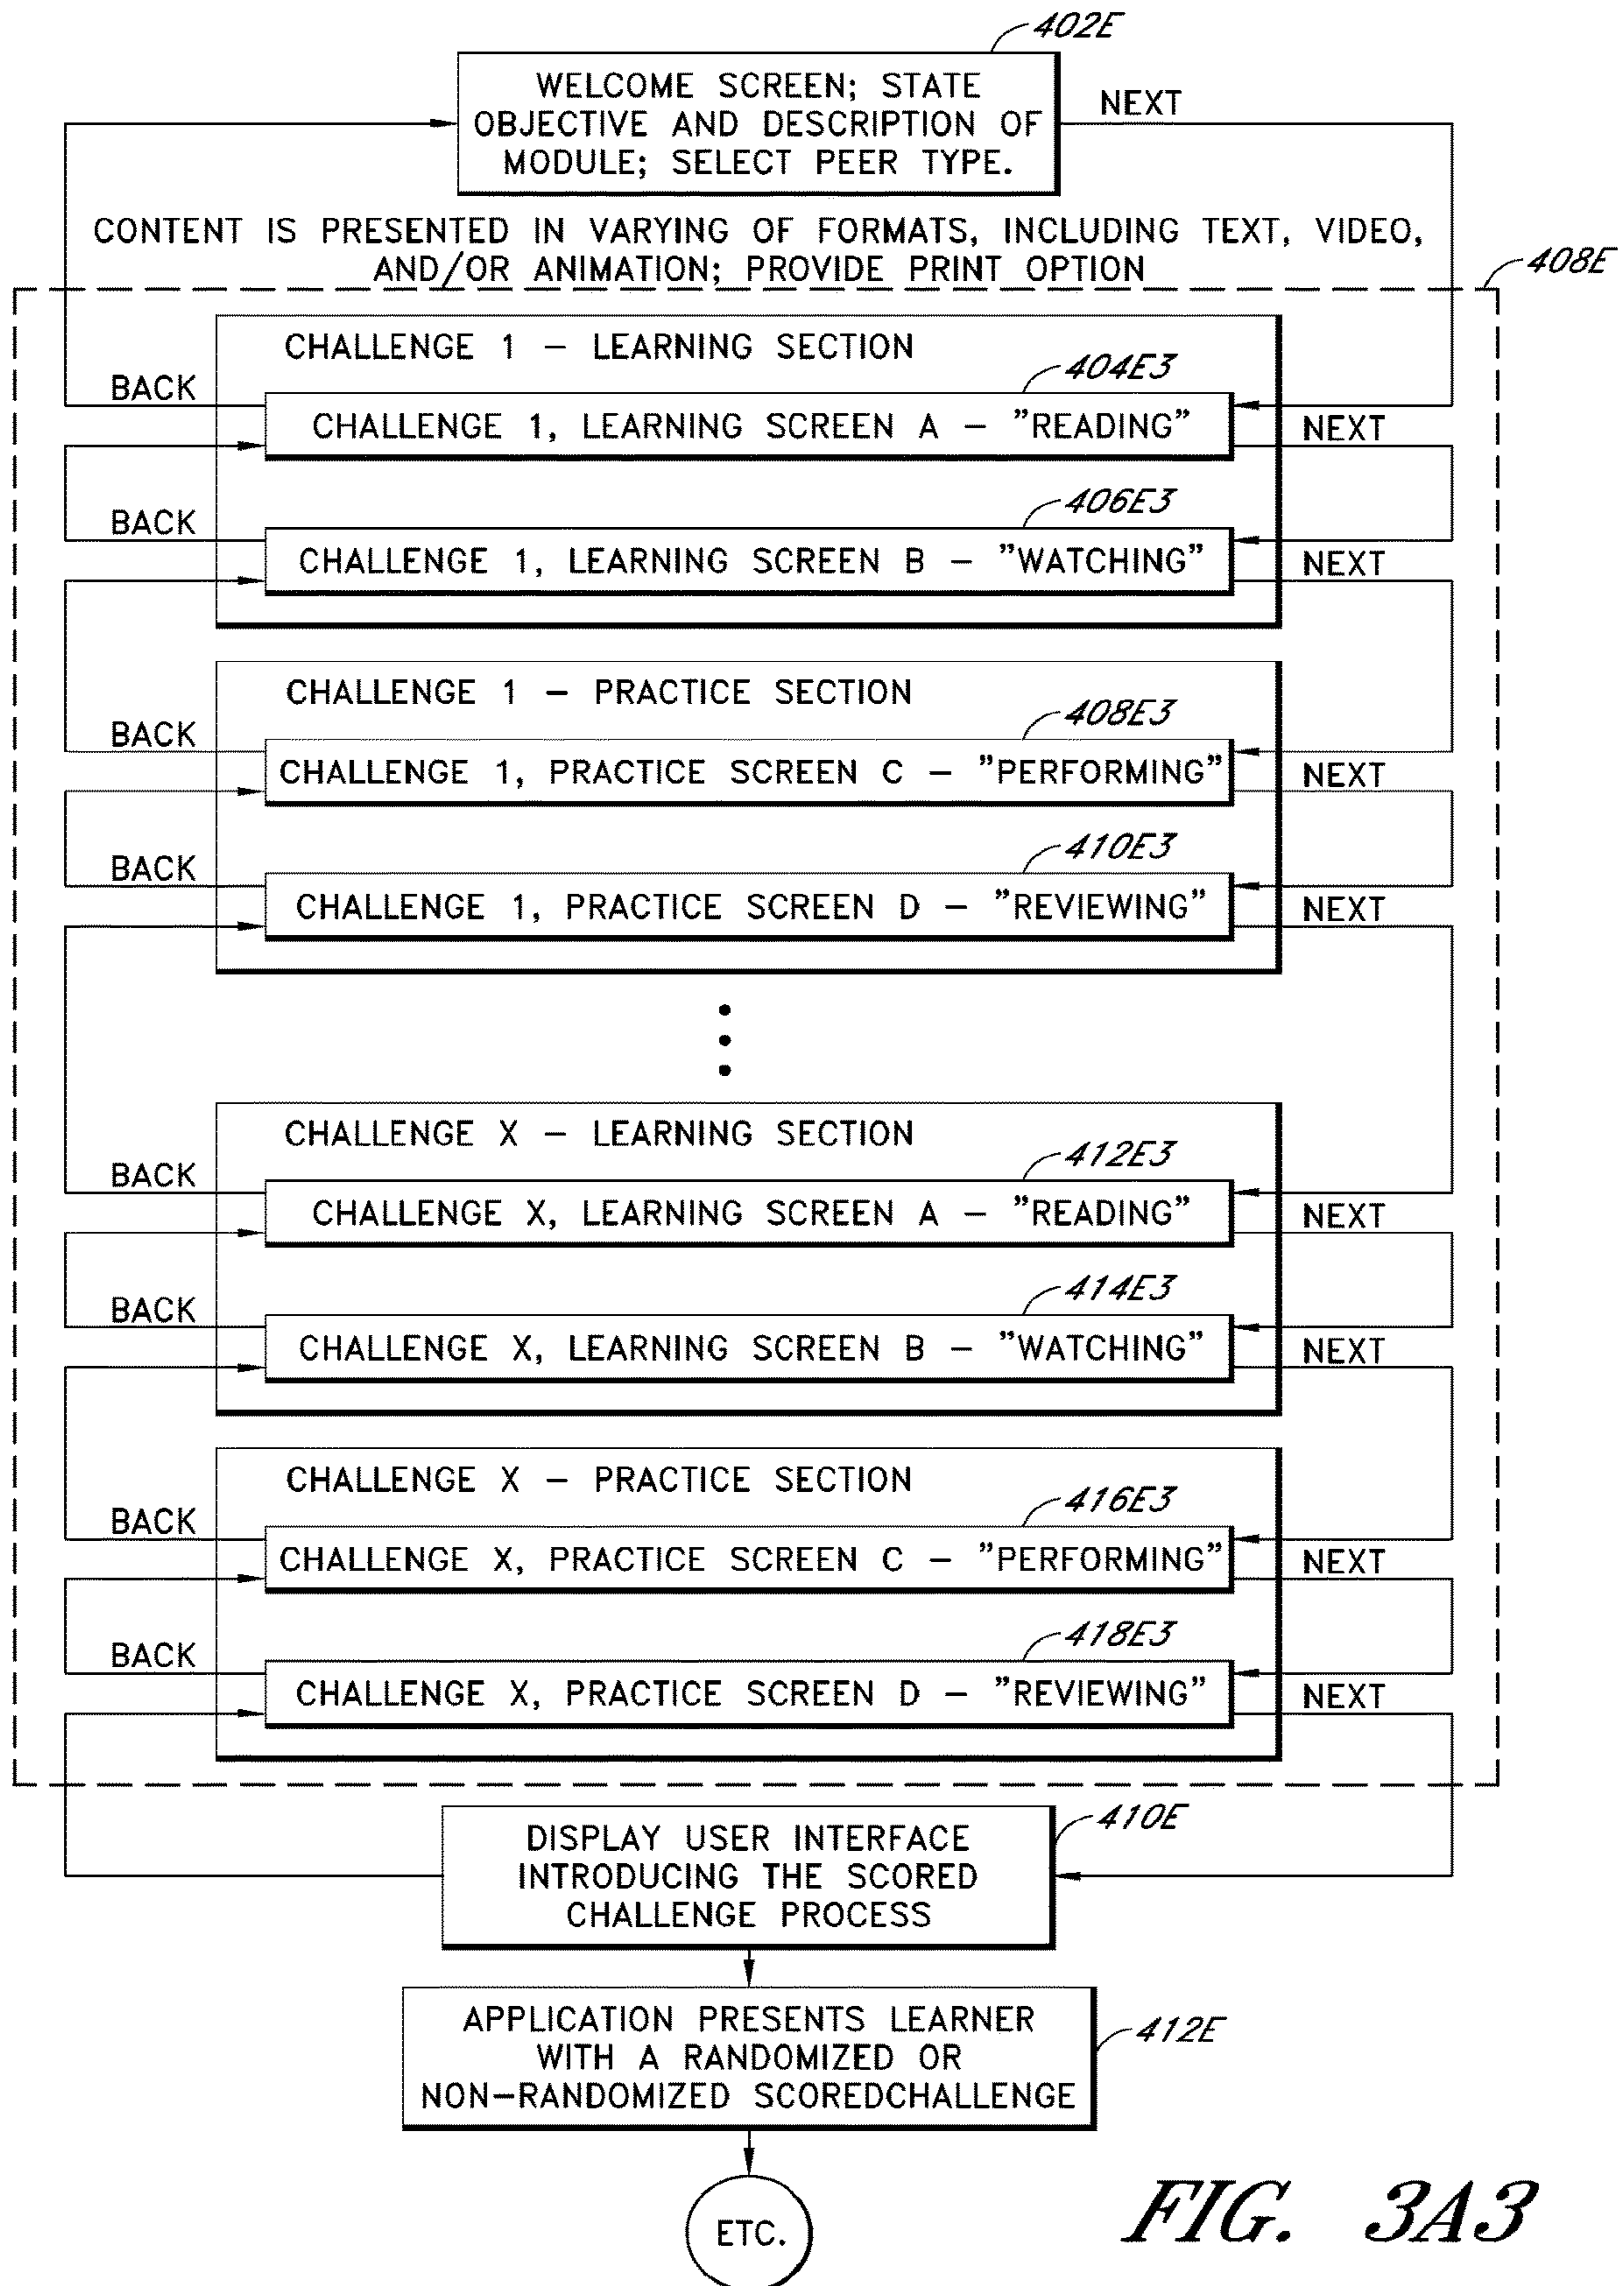 402E
WELCOME SCREEN; STATE
OBJECTIVE AND DESCRIPTION OF
MODULE; SELECT PEER TYPE.
NEXT
CONTENT IS PRESENTED IN VARYING OF FORMATS, INCLUDING TEXT, VIDEO,
AND/OR ANIMATION; PROVIDE PRINT OPTION
408E
CHALLENGE 1 – LEARNING SECTION
404E3
BACK
CHALLENGE 1, LEARNING SCREEN A – "READING"
NEXT
406E3
BACK
CHALLENGE 1, LEARNING SCREEN B – "WATCHING"
NEXT
CHALLENGE 1 – PRACTICE SECTION
408E3
BACK
CHALLENGE 1, PRACTICE SCREEN C – "PERFORMING"
NEXT
410E3
BACK
CHALLENGE 1, PRACTICE SCREEN D – "REVIEWING"
NEXT
CHALLENGE X – LEARNING SECTION
412E3
BACK
CHALLENGE X, LEARNING SCREEN A – "READING"
NEXT
414E3
BACK
CHALLENGE X, LEARNING SCREEN B – "WATCHING"
NEXT
CHALLENGE X – PRACTICE SECTION
416E3
BACK
CHALLENGE X, PRACTICE SCREEN C – "PERFORMING"
NEXT
418E3
BACK
CHALLENGE X, PRACTICE SCREEN D – "REVIEWING"
NEXT
410E
DISPLAY USER INTERFACE
INTRODUCING THE SCORED
CHALLENGE PROCESS
412E
APPLICATION PRESENTS LEARNER
WITH A RANDOMIZED OR
NON–RANDOMIZED SCOREDCHALLENGE
ETC.
FIG. 3A3